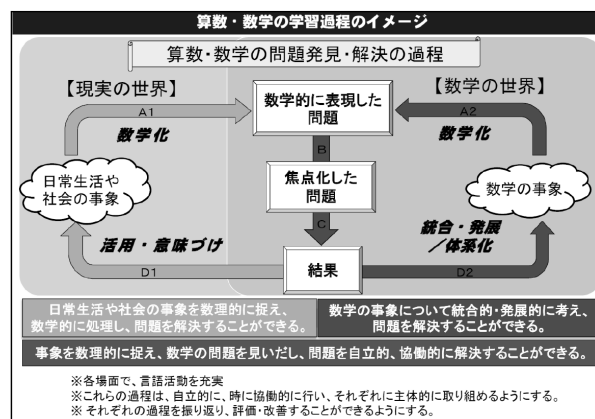 算数・数学の学習過程のイメージ
算数・数学の問題発見・解決の過程
【現実の世界】
【数学の世界】
A1
数学的に表現した
問題
A2
数学化
数学化
B
日常生活や
社会の事象
焦点化した
問題
数学の事象
C
活用・意味づけ
統合・発展
／体系化
D1
結果
D2
日常生活や社会の事象を数理的に捉え、
数学的に処理し、問題を解決することができる。
数学の事象について統合的・発展的に考え、
問題を解決することができる。
事象を数理的に捉え、数学の問題を見いだし、問題を自立的、協働的に解決することができる。
※各場面で、言語活動を充実
※これらの過程は、自立的に、時に協働的に行い、それぞれに主体的に取り組めるようにする。
※ それぞれの過程を振り返り、評価・改善することができるようにする。